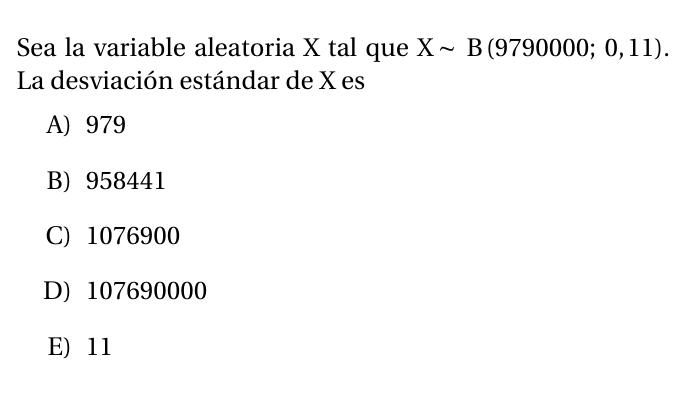 Sea la variable aleatoria X tal que X ~ B (9790000; 0,11).
La desviación estándar de X es
A) 979
B) 958441
C) 1076900
D) 107690000
E) 11